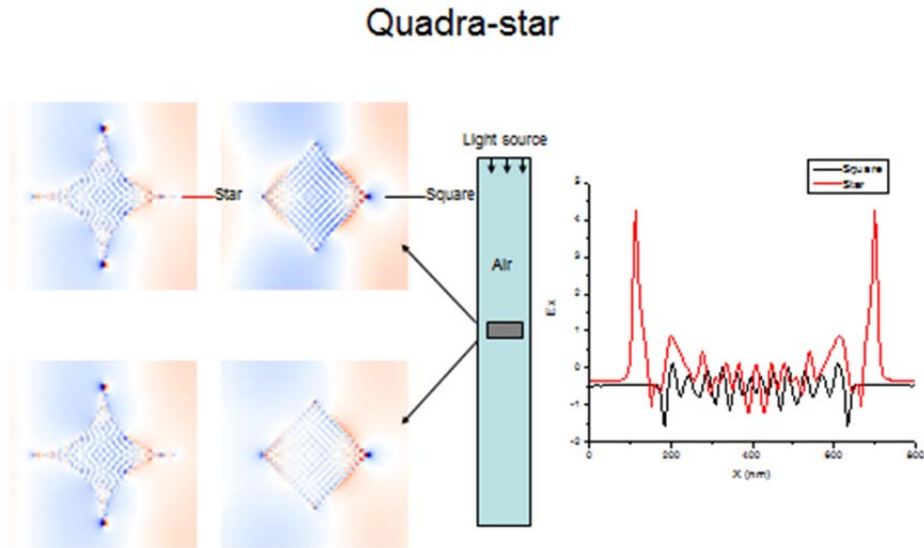 Quadra-star
Star
Square
Light source
Air
Square
Star
5
4
3
2
1
0
-1
-2
Ex
0
200
400
600
800
X (nm)